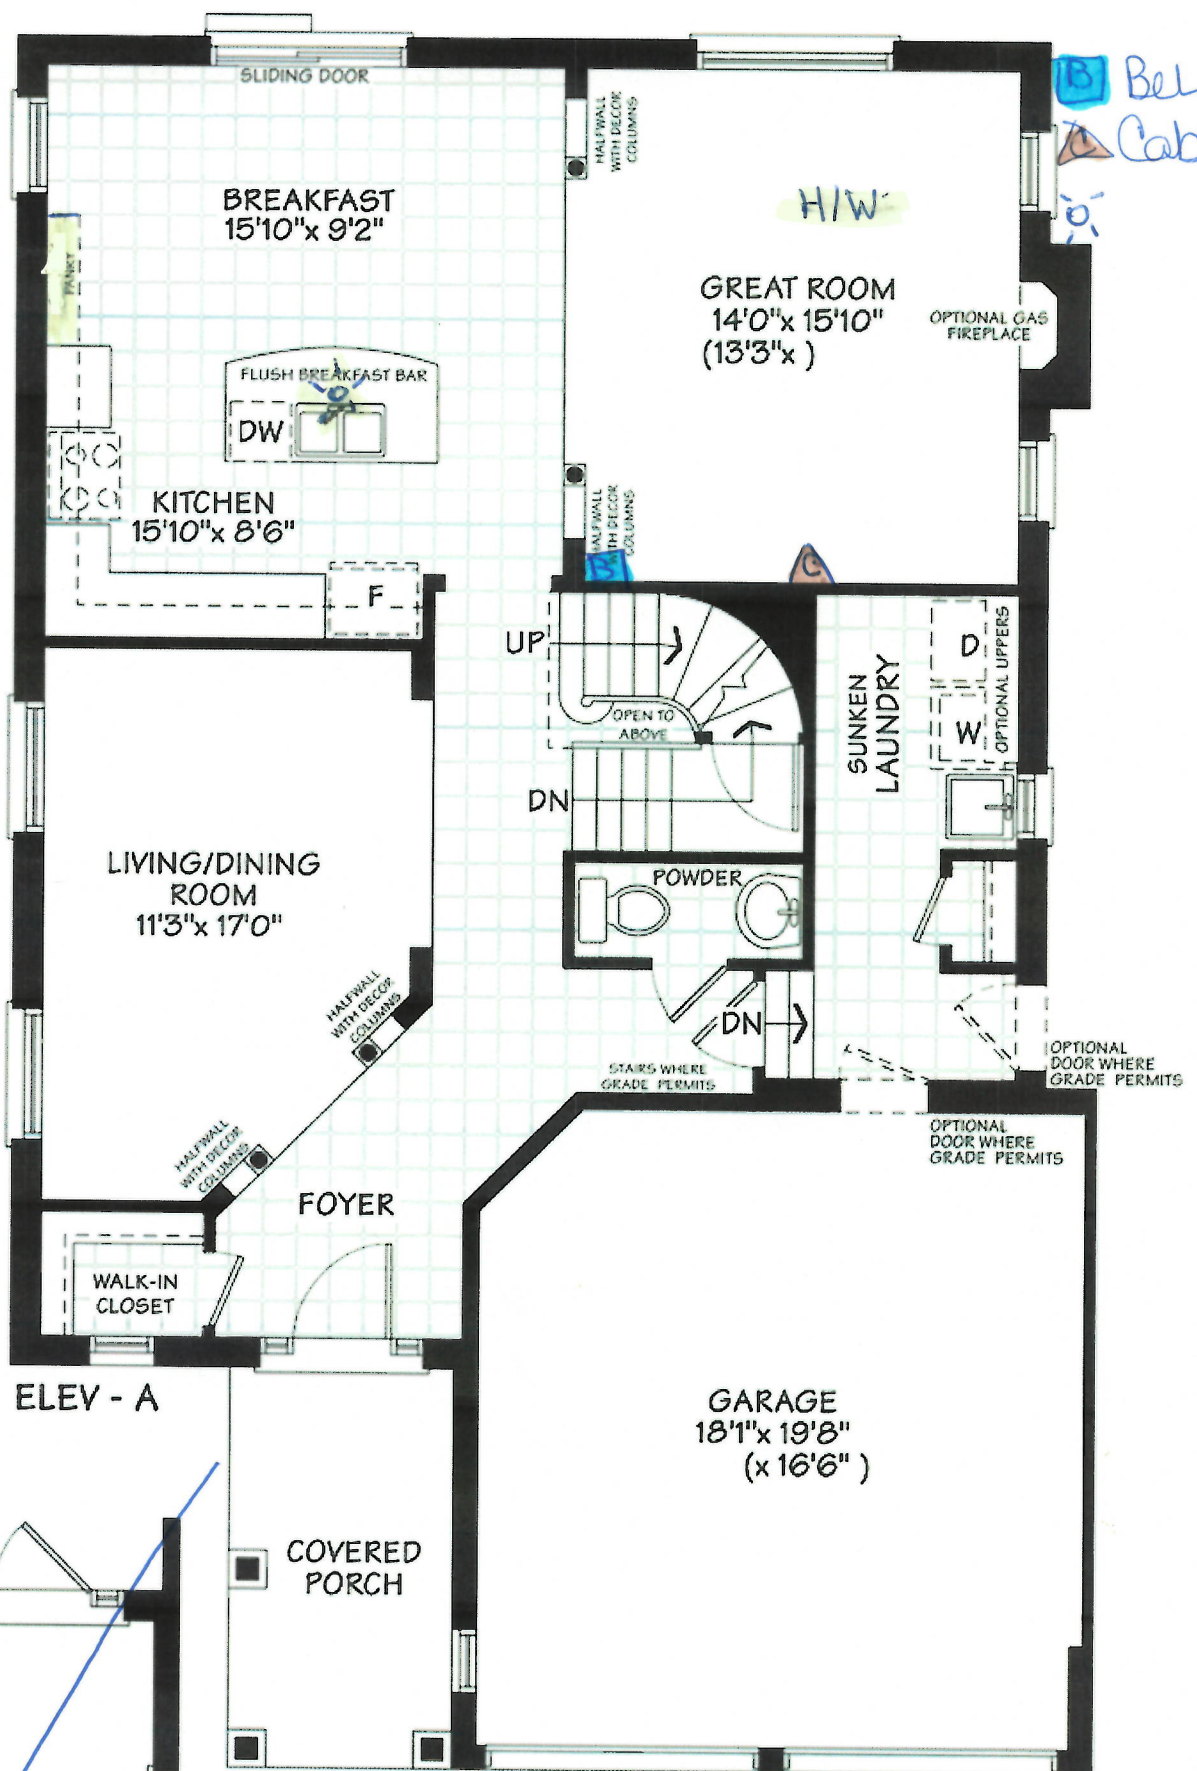 SLIDING DOOR
HALFWALL
WITH DECOR
COLUMNS
B Bel
C Cab
BREAKFAST
15'10"x 9'2"
H/W
PANRY
GREAT ROOM
14'0"x 15'10"
(13'3"x )
OPTIONAL GAS
FIREPLACE
FLUSH BREAKFAST BAR
DW
KITCHEN
15'10"x 8'6"
HALFWALL
WITH DECOR
COLUMNS
B
C
F
UP
OPEN TO
ABOVE
DN
SUNKEN
LAUNDRY
D
W
OPTIONAL UPPERS
LIVING/DINING
ROOM
11'3"x 17'0"
POWDER
HALFWALL
WITH DECOR
COLUMNS
DN
STAIRS WHERE
GRADE PERMITS
OPTIONAL
DOOR WHERE
GRADE PERMITS
OPTIONAL
DOOR WHERE
GRADE PERMITS
HALFWALL
WITH DECOR
COLUMNS
FOYER
WALK-IN
CLOSET
ELEV - A
GARAGE
18'1"x 19'8"
(x 16'6" )
COVERED
PORCH